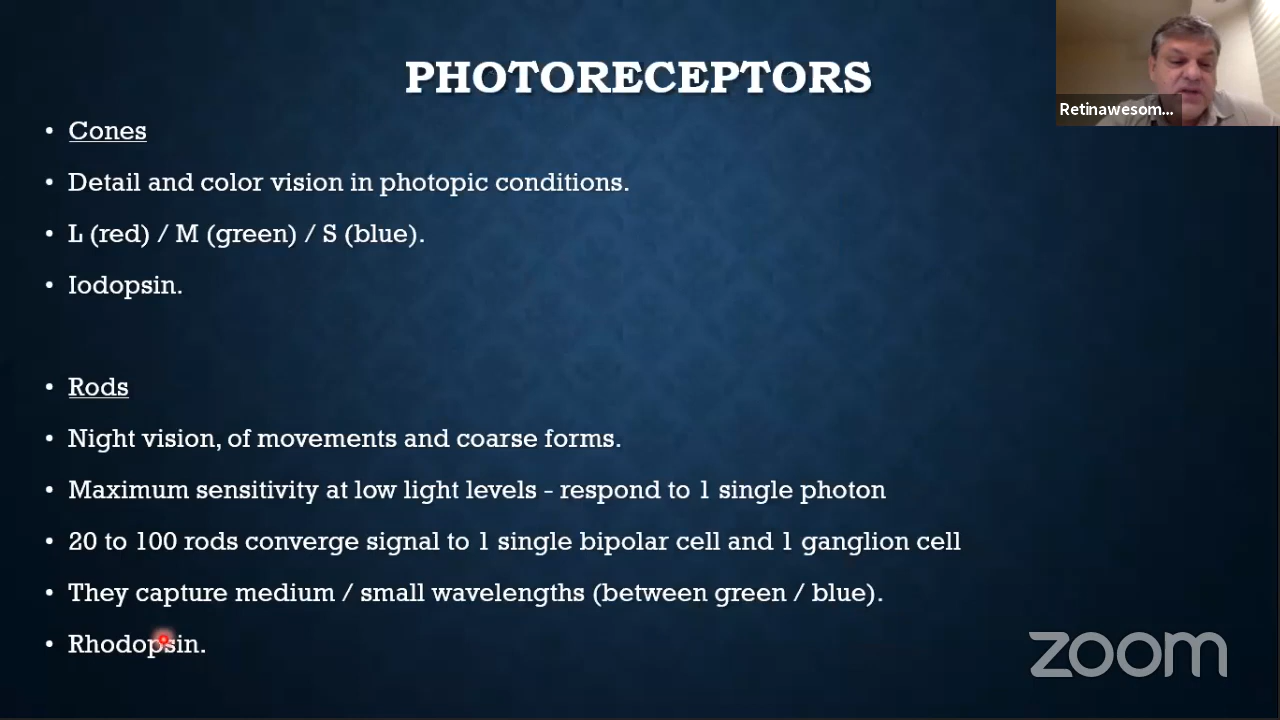 PHOTORECEPTORS
Retinawesom...
• Cones
• Detail and color vision in photopic conditions.
• L (red) / M (green) / S (blue).
• Iodopsin.
• Rods
• Night vision, of movements and coarse forms.
• Maximum sensitivity at low light levels - respond to 1 single photon
• 20 to 100 rods converge signal to 1 single bipolar cell and 1 ganglion cell
• They capture medium / small wavelengths (between green / blue).
• Rhodopsin.
zoom